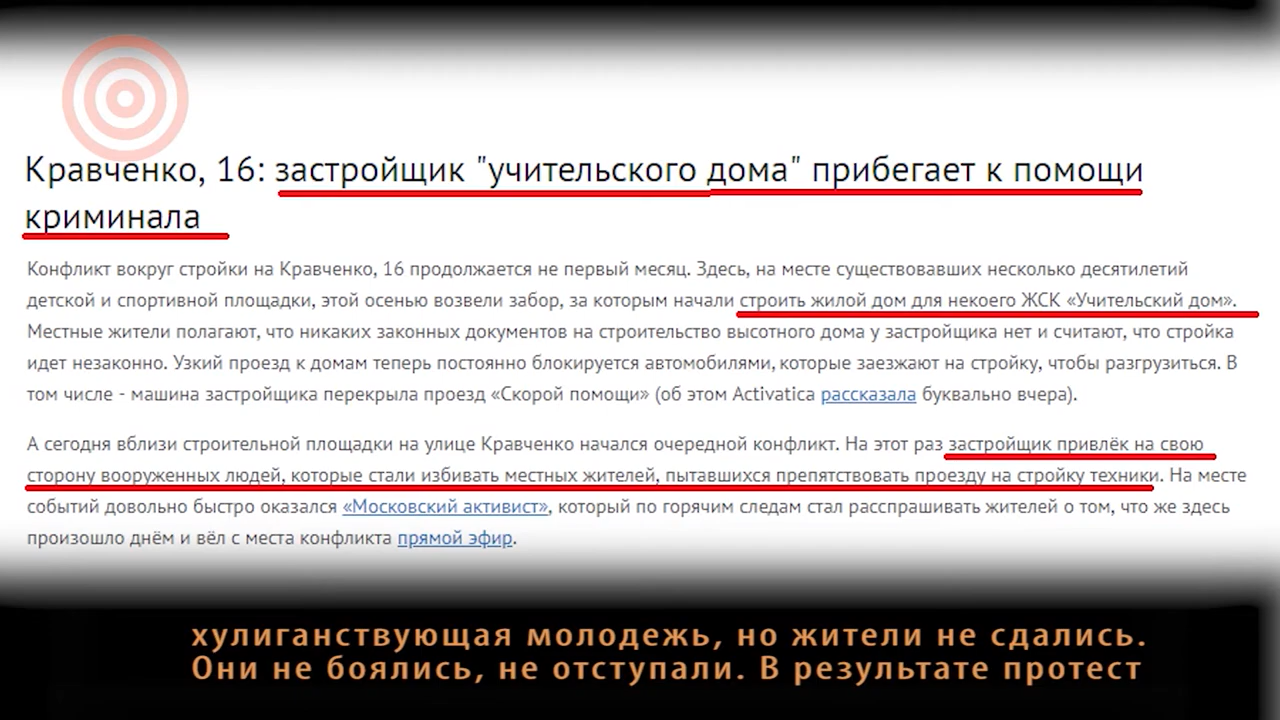 Кравченко, 16: застройщик "учительского дома" прибегает к помощи
криминала
Конфликт вокруг стройки на Кравченко, 16 продолжается не первый месяц. Здесь, на месте существовавших несколько десятилетий
детской и спортивной площадки, этой осенью возвели забор, за которым начали строить жилой дом для некоего ЖСК «Учительский дом».
Местные жители полагают, что никаких законных документов на строительство высотного дома у застройщика нет и считают, что стройка
идет незаконно. Узкий проезд к домам теперь постоянно блокируется автомобилями, которые заезжают на стройку, чтобы разгрузиться. В
том числе - машина застройщика перекрыла проезд «Скорой помощи» (об этом Activatica рассказала буквально вчера).
А сегодня вблизи строительной площадки на улице Кравченко начался очередной конфликт. На этот раз застройщик привлёк на свою
сторону вооруженных людей, которые стали избивать местных жителей, пытавшихся препятствовать проезду на стройку техники. На месте
событий довольно быстро оказался «Московский активист», который по горячим следам стал расспрашивать жителей о том, что же здесь
произошло днём и вёл с места конфликта прямой эфир.
хулиганствующая молодежь, но жители не сдались.
Они не боялись, не отступали. В результате протест